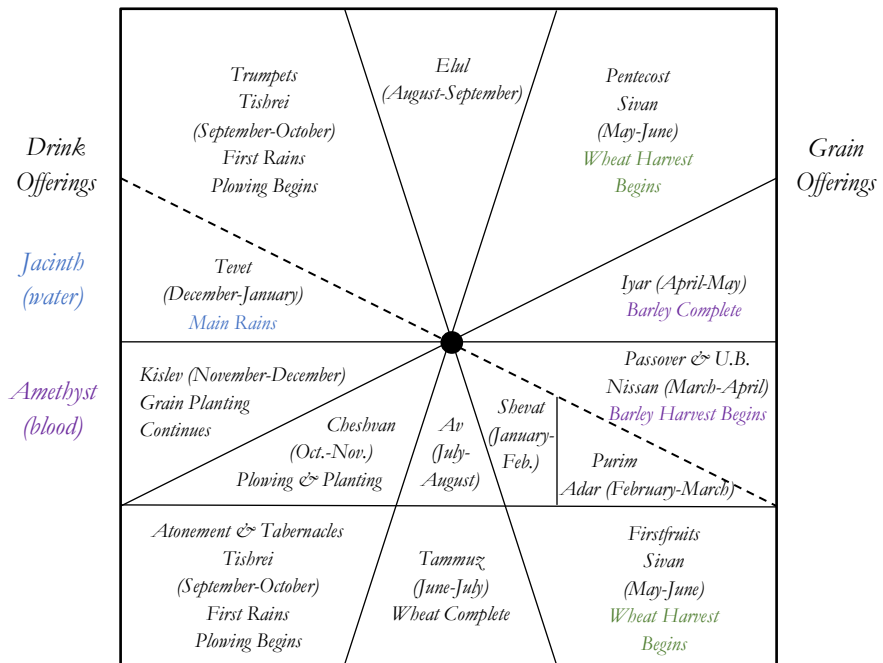 Trumpets
Tishrei
(September-October)
First Rains
Plowing Begins
Elul
(August-September)
Pentecost
Sivan
(May-June)
Wheat Harvest
Begins
Drink
Offerings
Grain
Offerings
Jacinth
(water)
Tevet
(December-January)
Main Rains
Iyar (April-May)
Barley Complete
Amethyst
(blood)
Kislev (November-December)
Grain Planting
Continues
Cheshvan
(Oct.-Nov.)
Plowing & Planting
Av
(July-
August)
Shevat
(January-
Feb.)
Passover & U.B.
Nissan (March-April)
Barley Harvest Begins
Purim
Adar (February-March)
Atonement & Tabernacles
Tishrei
(September-October)
First Rains
Plowing Begins
Tammuz
(June-July)
Wheat Complete
Firstfruits
Sivan
(May-June)
Wheat Harvest
Begins